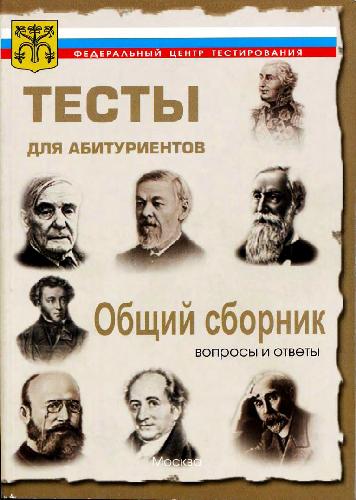 ФЕДЕРАЛЬНЫЙ ЦЕНТР ТЕСТИРОВАНИЯ
ТЕСТЫ
ДЛЯ АБИТУРИЕНТОВ
Общий сборник
вопросы и ответы
Москва